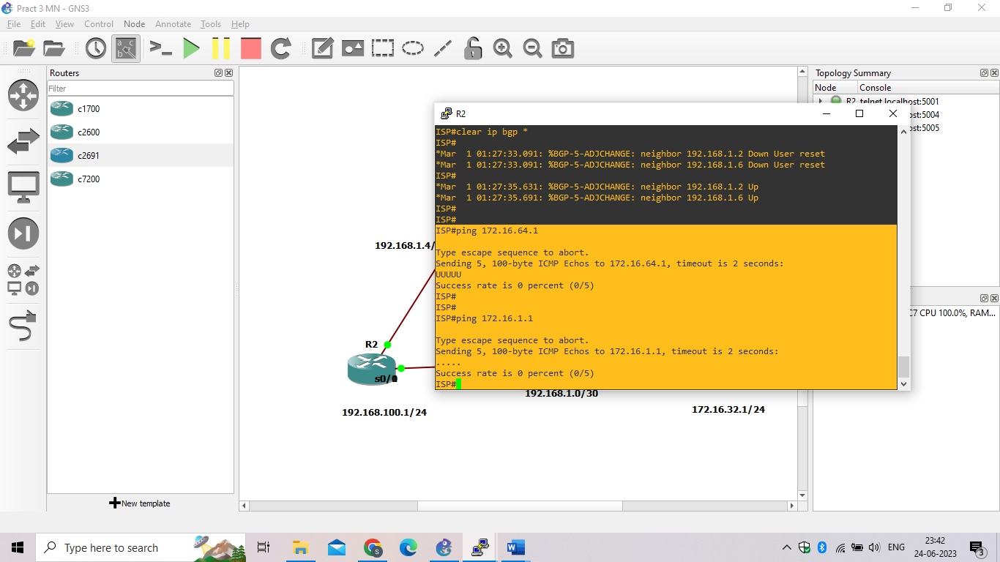 Pract 3 MN - GNS3
File Edit View Control Node Annotate Tools Help
Routers
Filter
c1700
c2600
c2691
c7200
New template
192.168.1.4/
R2
s0/0
192.168.100.1/24
192.168.1.0/30
172.16.32.1/24
R2
ISP#clear ip bgp *
ISP#
*Mar  1 01:27:33.091: %BGP-5-ADJCHANGE: neighbor 192.168.1.2 Down User reset
*Mar  1 01:27:33.091: %BGP-5-ADJCHANGE: neighbor 192.168.1.6 Down User reset
ISP#
*Mar  1 01:27:35.631: %BGP-5-ADJCHANGE: neighbor 192.168.1.2 Up
*Mar  1 01:27:35.691: %BGP-5-ADJCHANGE: neighbor 192.168.1.6 Up
ISP#
ISP#
ISP#ping 172.16.64.1
Type escape sequence to abort.
Sending 5, 100-byte ICMP Echos to 172.16.64.1, timeout is 2 seconds:
UUUUU
Success rate is 0 percent (0/5)
ISP#
ISP#
ISP#ping 172.16.1.1
Type escape sequence to abort.
Sending 5, 100-byte ICMP Echos to 172.16.1.1, timeout is 2 seconds:
.....
Success rate is 0 percent (0/5)
ISP#
Topology Summary
Node Console
R2 telnet localhost:5001
ost:5004
ost:5005
C7 CPU 100.0%, RAM...
Type here to search
ENG
23:42
24-06-2023
3